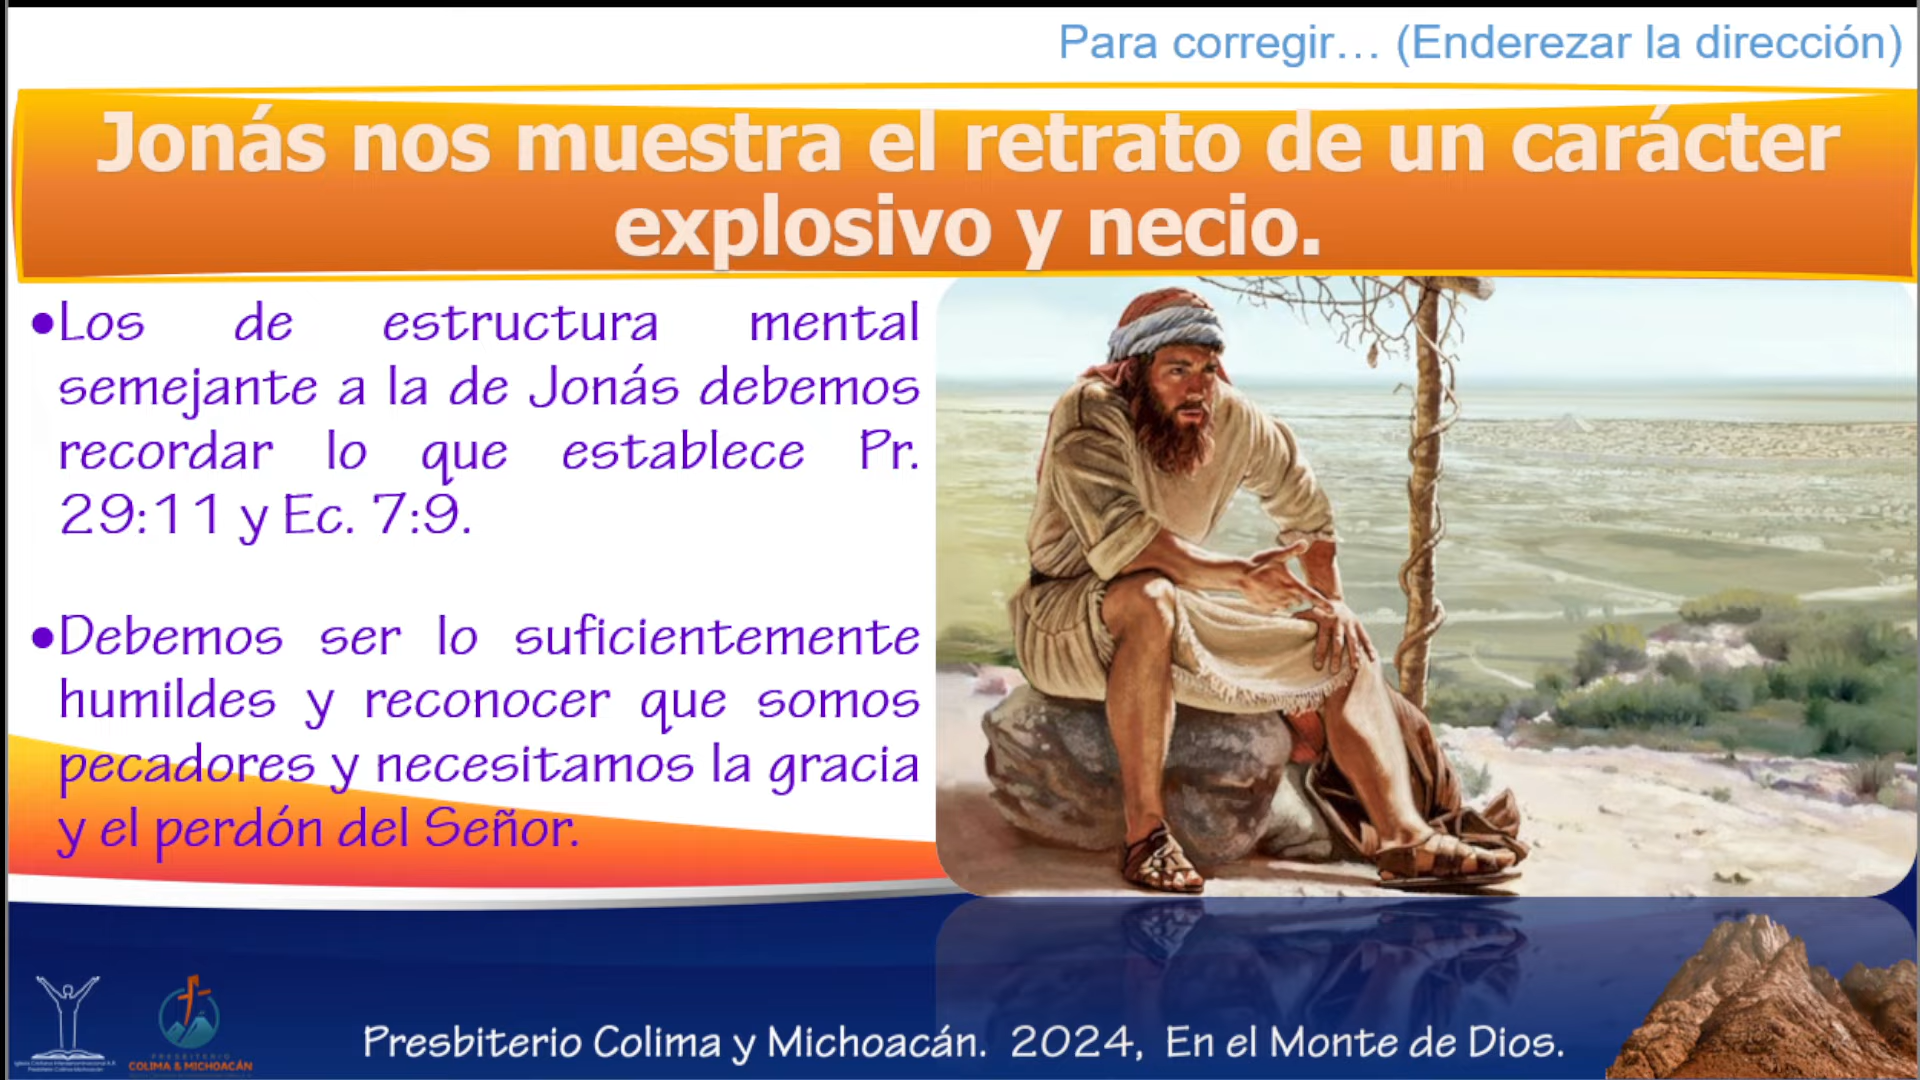 Para corregir... (Enderezar la dirección)
Jonás nos muestra el retrato de un carácter
explosivo y necio.
•Los de estructura mental
semejante a la de Jonás debemos
recordar lo que establece Pr.
29:11 y Ec. 7:9.
•Debemos ser lo suficientemente
humildes y reconocer que somos
pecadores y necesitamos la gracia
y el perdón del Señor.
PRESBITERIO
COLIMA & MICHOACÁN
Presbiterio Colima y Michoacán. 2024, En el Monte de Dios.